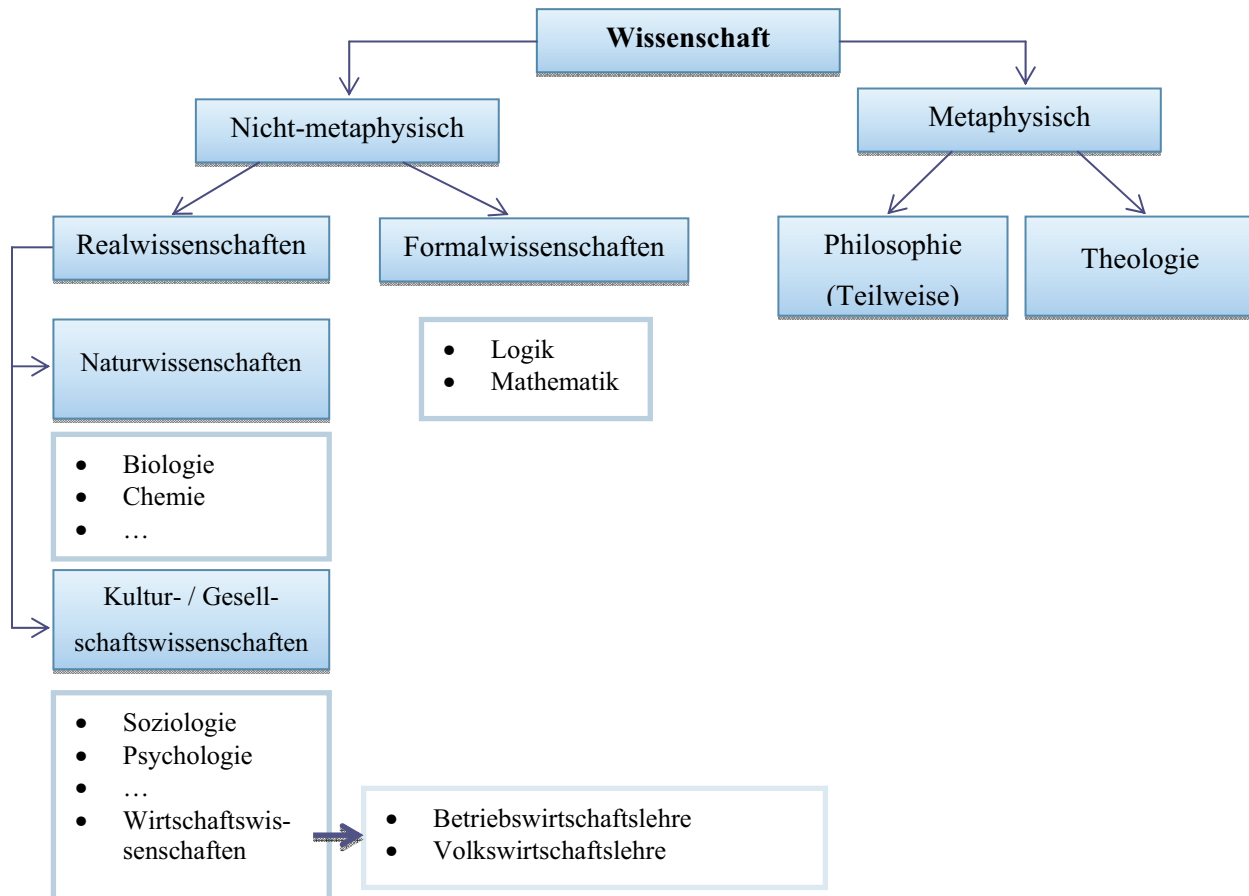 Wissenschaft
Nicht-metaphysisch
Metaphysisch
Realwissenschaften
Formalwissenschaften
Philosophie
(Teilweise)
Theologie
Naturwissenschaften
• Logik
• Mathematik
• Biologie
• Chemie
• …
Kultur- / Gesell-
schaftswissenschaften
• Soziologie
• Psychologie
• …
• Wirtschaftswis-
senschaften
• Betriebswirtschaftslehre
• Volkswirtschaftslehre